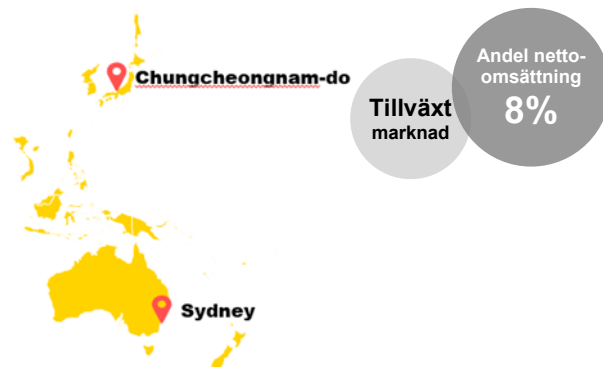 Chungcheongnam-do
Andel netto-
omsättning
8%
Tillväxt
marknad
Sydney